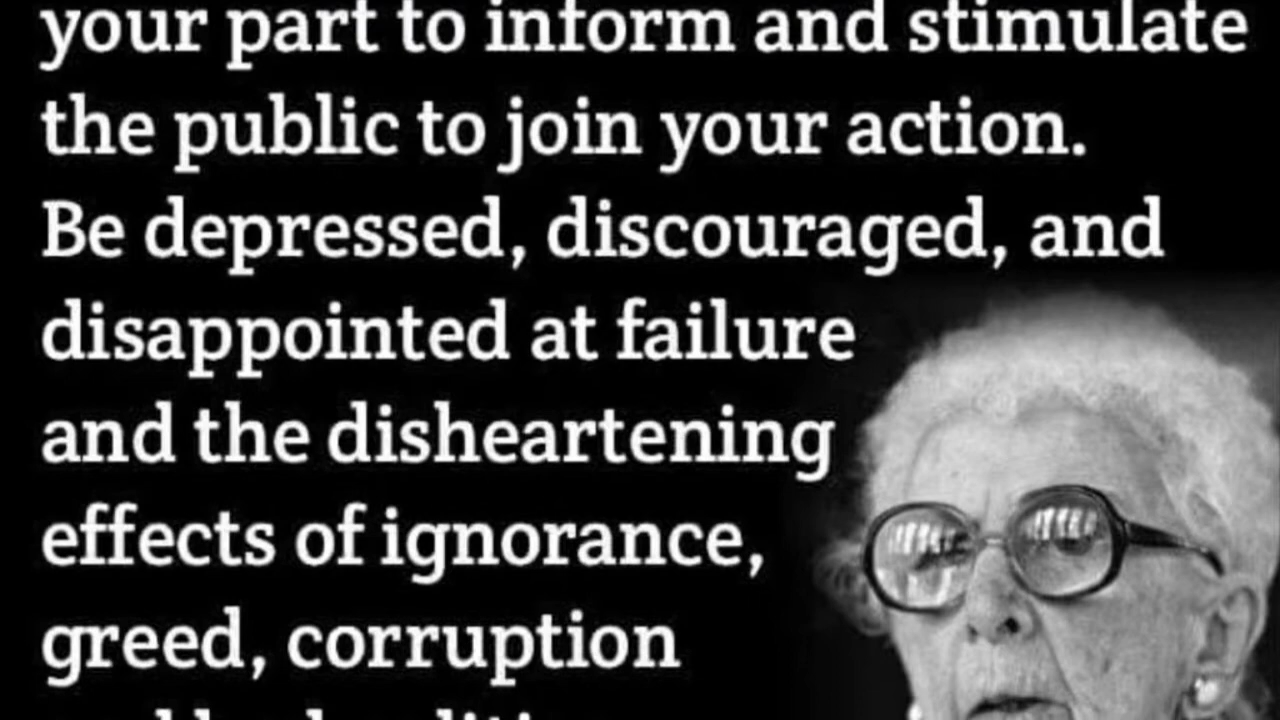 your part to inform and stimulate
the public to join your action.
Be depressed, discouraged, and
disappointed at failure
and the disheartening
effects of ignorance,
greed, corruption